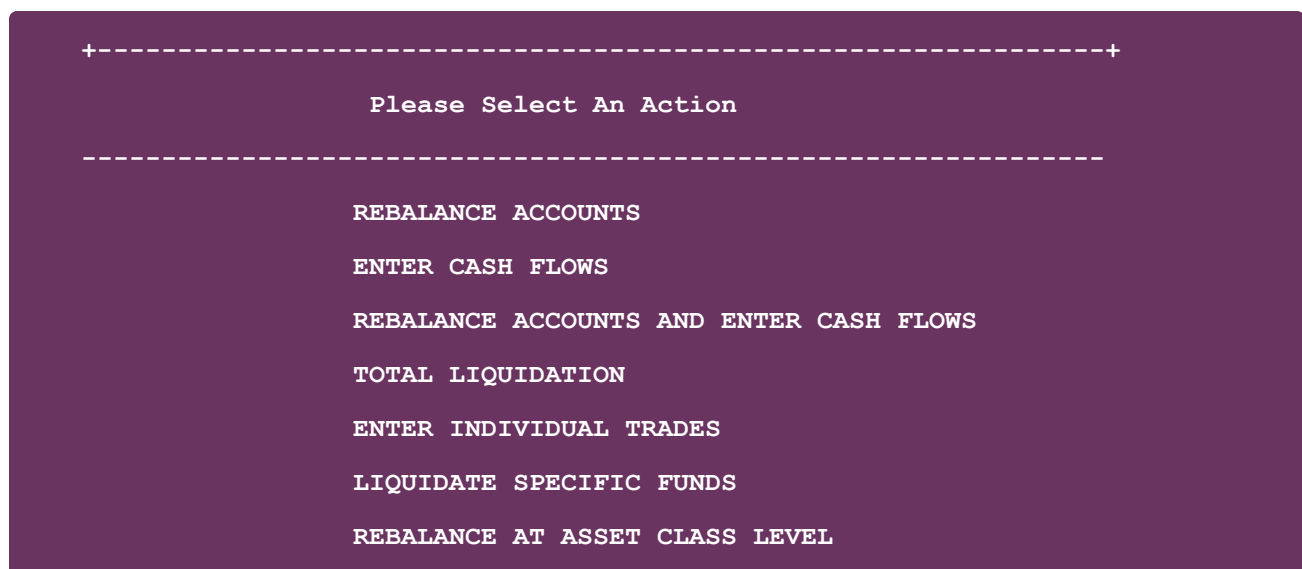 +---------------------------------------------------------------+
Please Select An Action
----------------------------------------------------------------
REBALANCE ACCOUNTS
ENTER CASH FLOWS
REBALANCE ACCOUNTS AND ENTER CASH FLOWS
TOTAL LIQUIDATION
ENTER INDIVIDUAL TRADES
LIQUIDATE SPECIFIC FUNDS
REBALANCE AT ASSET CLASS LEVEL